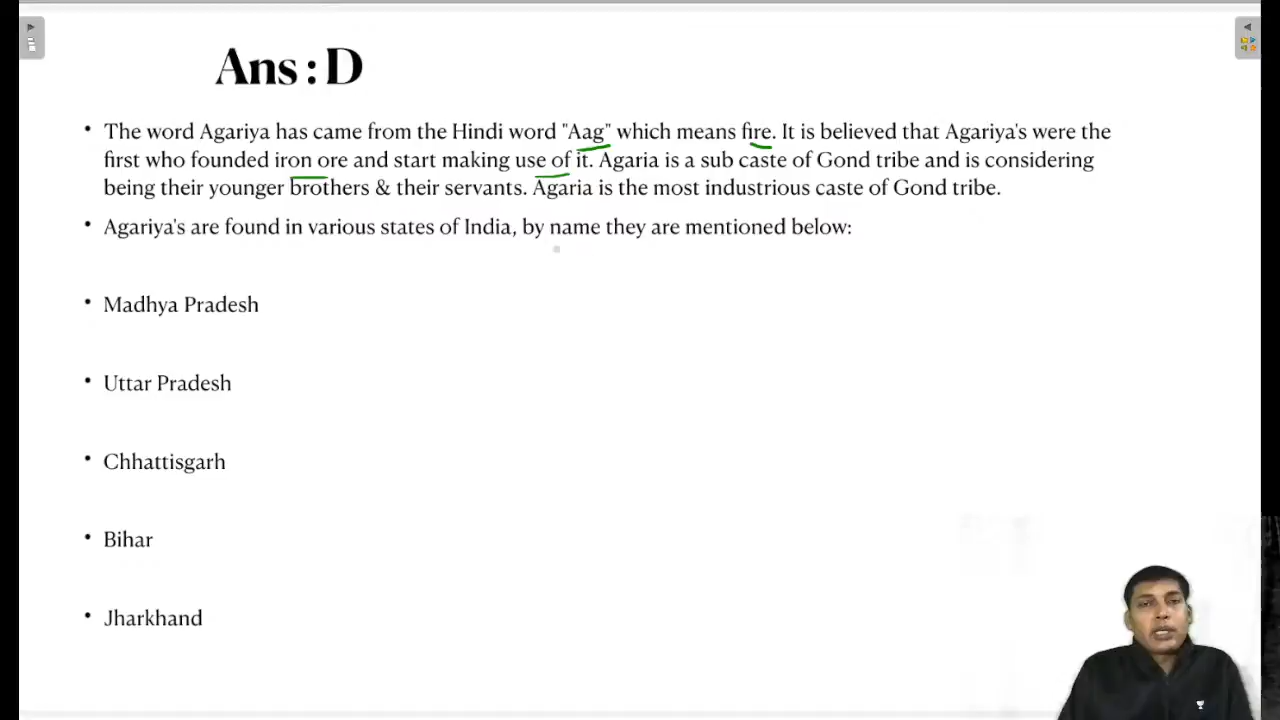 Ans : D
• The word Agariya has came from the Hindi word "Aag" which means fire. It is believed that Agariya's were the
first who founded iron ore and start making use of it. Agaria is a sub caste of Gond tribe and is considering
being their younger brothers & their servants. Agaria is the most industrious caste of Gond tribe.
• Agariya's are found in various states of India, by name they are mentioned below:
• Madhya Pradesh
• Uttar Pradesh
• Chhattisgarh
• Bihar
• Jharkhand